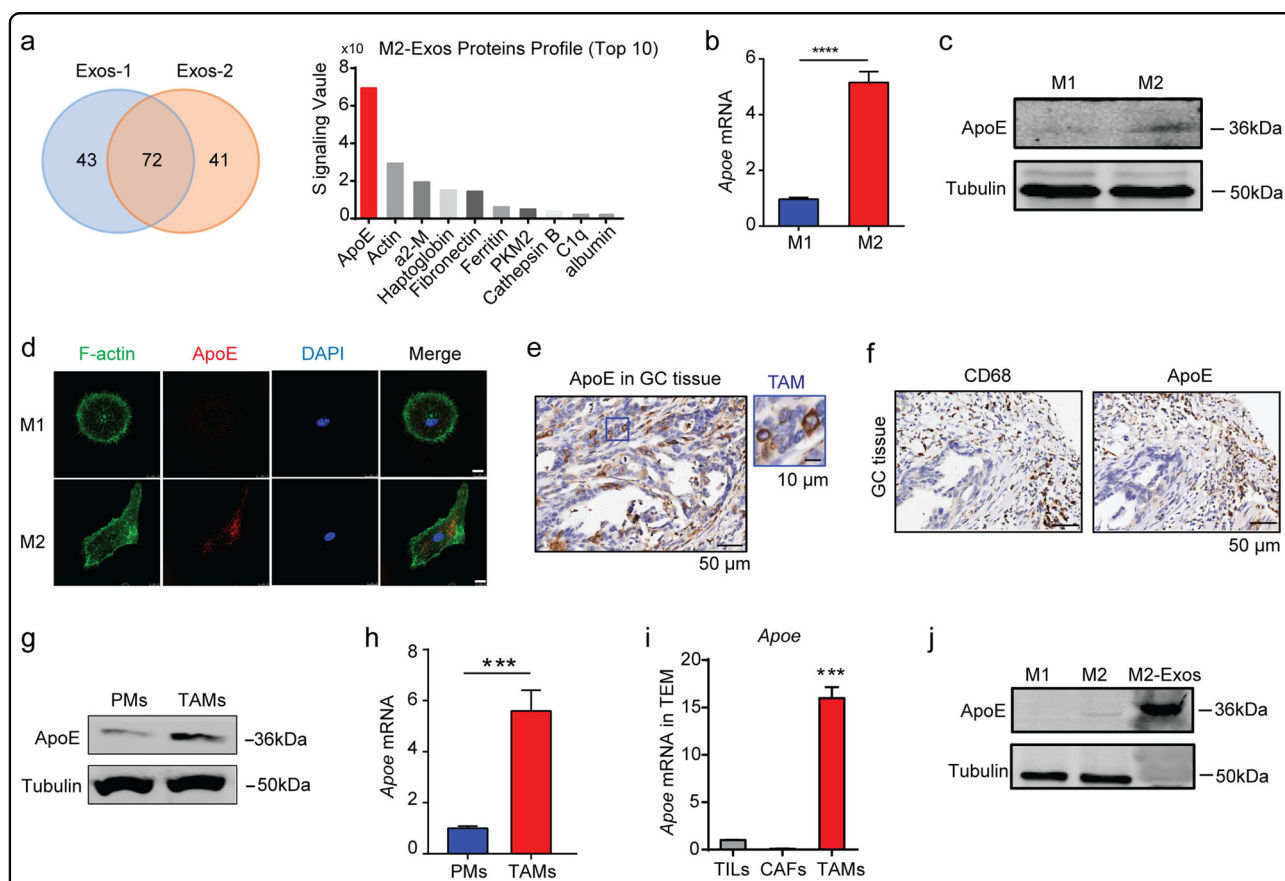 a
Exos-1 Exos-2
43 72 41
M2-Exos Proteins Profile (Top 10)
x10
Signaling Vaule
8
6
4
2
0
ApoE
Actin
a2-M
Haptoglobin
Fibronectin
Ferritin
PKM2
Cathepsin B
C1q
albumin
b
****
Apoe mRNA
6
4
2
0
M1 M2
c
M1 M2
ApoE 36kDa
Tubulin 50kDa
d
F-actin ApoE DAPI Merge
M1
M2
e
ApoE in GC tissue TAM
10 μm
50 μm
f
CD68 ApoE
GC tissue
50 μm
g
PMs TAMs
ApoE 36kDa
Tubulin 50kDa
h
***
Apoe mRNA
8
6
4
2
0
PMs TAMs
i
Apoe
***
Apoe mRNA in TEM
20
15
10
5
0
TILs CAFs TAMs
j
M1 M2 M2-Exos
ApoE 36kDa
Tubulin 50kDa